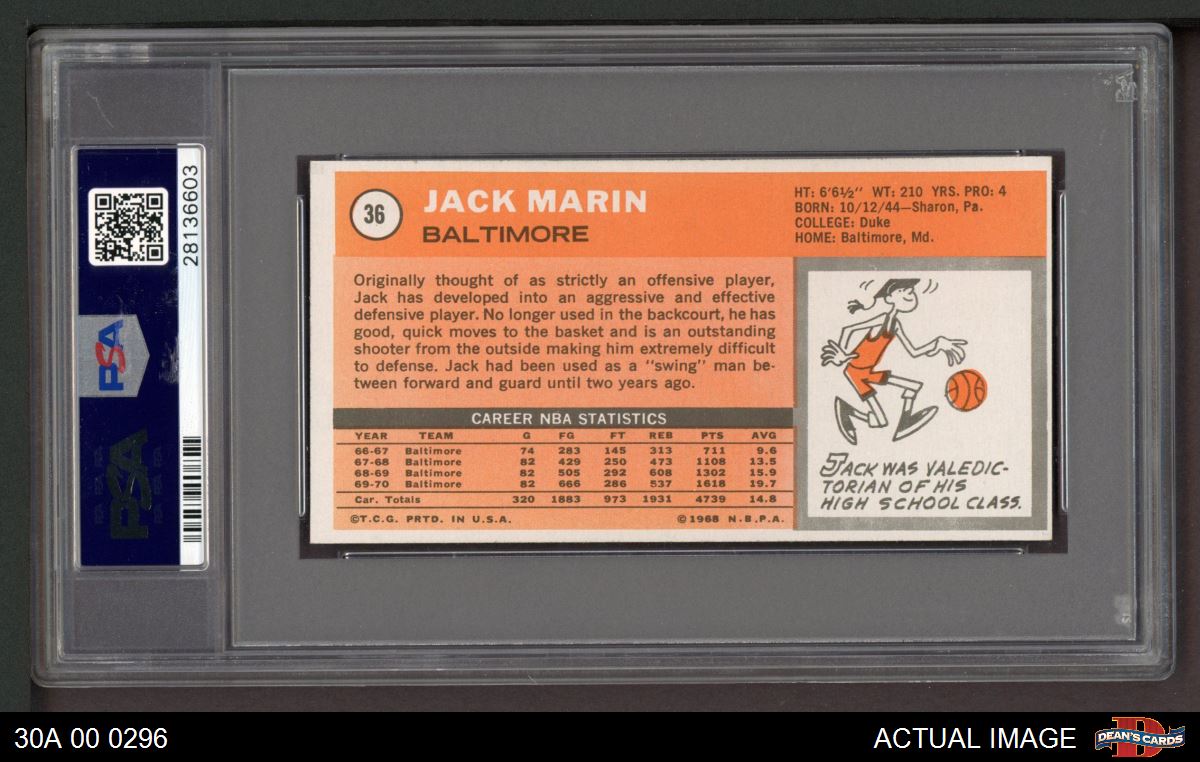 28136603
PSA
PSA
36
JACK MARIN
BALTIMORE
HT: 6'6½" WT: 210 YRS. PRO: 4
BORN: 10/12/44—Sharon, Pa.
COLLEGE: Duke
HOME: Baltimore, Md.
Originally thought of as strictly an offensive player,
Jack has developed into an aggressive and effective
defensive player. No longer used in the backcourt, he has
good, quick moves to the basket and is an outstanding
shooter from the outside making him extremely difficult
to defense. Jack had been used as a "swing" man be-
tween forward and guard until two years ago.
CAREER NBA STATISTICS
YEAR TEAM G FG FT REB PTS AVG
66-67 Baltimore 74 283 145 313 711 9.6
67-68 Baltimore 82 429 250 473 1108 13.5
68-69 Baltimore 82 505 292 608 1302 15.9
69-70 Baltimore 82 666 286 537 1618 19.7
Car. Totals 320 1883 973 1931 4739 14.8
©T.C.G. PRTD. IN U.S.A. ©1968 N.B.P.A.
JACK WAS VALEDIC-
TORIAN OF HIS
HIGH SCHOOL CLASS.
30A 00 0296
ACTUAL IMAGE
D
DEAN'S CARDS